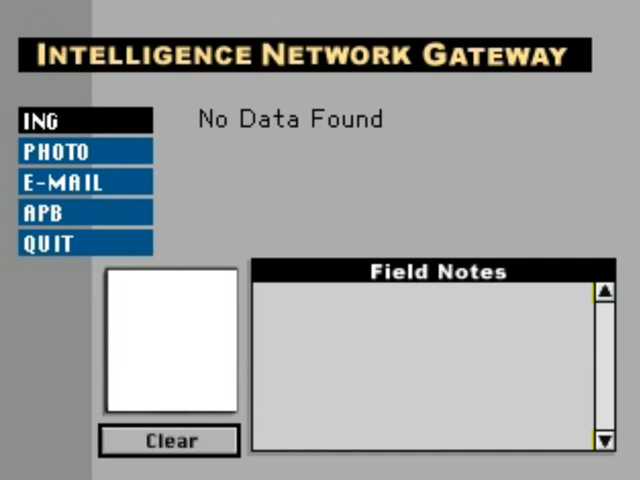 INTELLIGENCE NETWORK GATEWAY
ING
No Data Found
PHOTO
E-MAIL
APB
QUIT
Field Notes
Clear